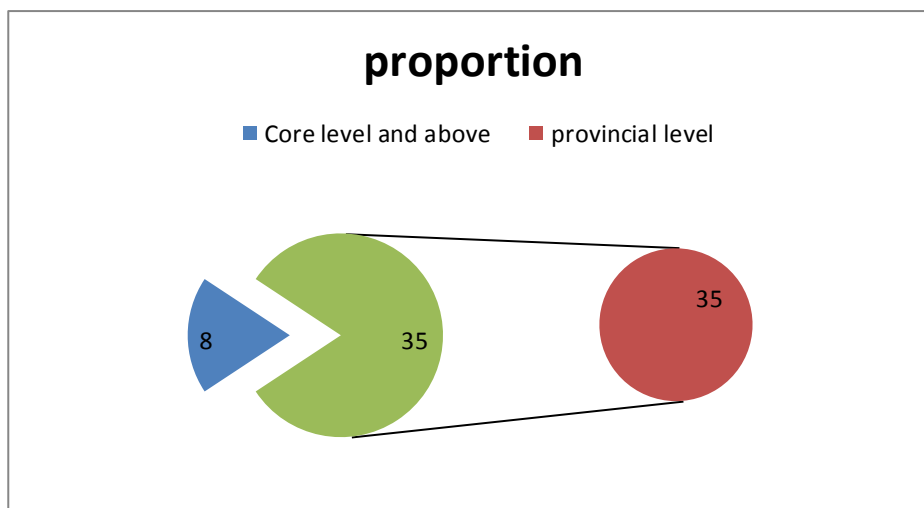 proportion
Core level and above
provincial level
8
35
35